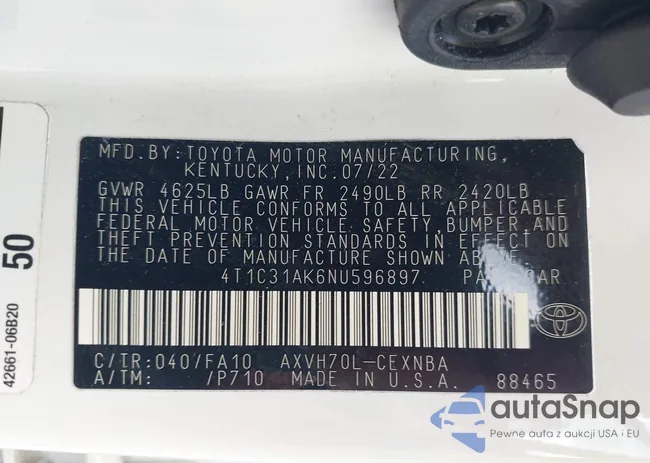 MFD.BY:TOYOTA MOTOR MANUFACTURING,
KENTUCKY,INC.07/22
GVWR 4625LB GAWR FR 2490LB RR 2420LB
THIS VEHICLE CONFORMS TO ALL APPLICABLE
FEDERAL MOTOR VEHICLE SAFETY,BUMPER,AND
THEFT PREVENTION STANDARDS IN EFFECT ON
THE DATE OF MANUFACTURE SHOWN ABOVE.
4T1C31AK6NU596897
C/TR:040/FA10 AXVH70L-CEXNBA
A/TM: /P710 MADE IN U.S.A. 88465
50
42661-06B20
autaSnap
Pewne auta z aukcji USA i EU